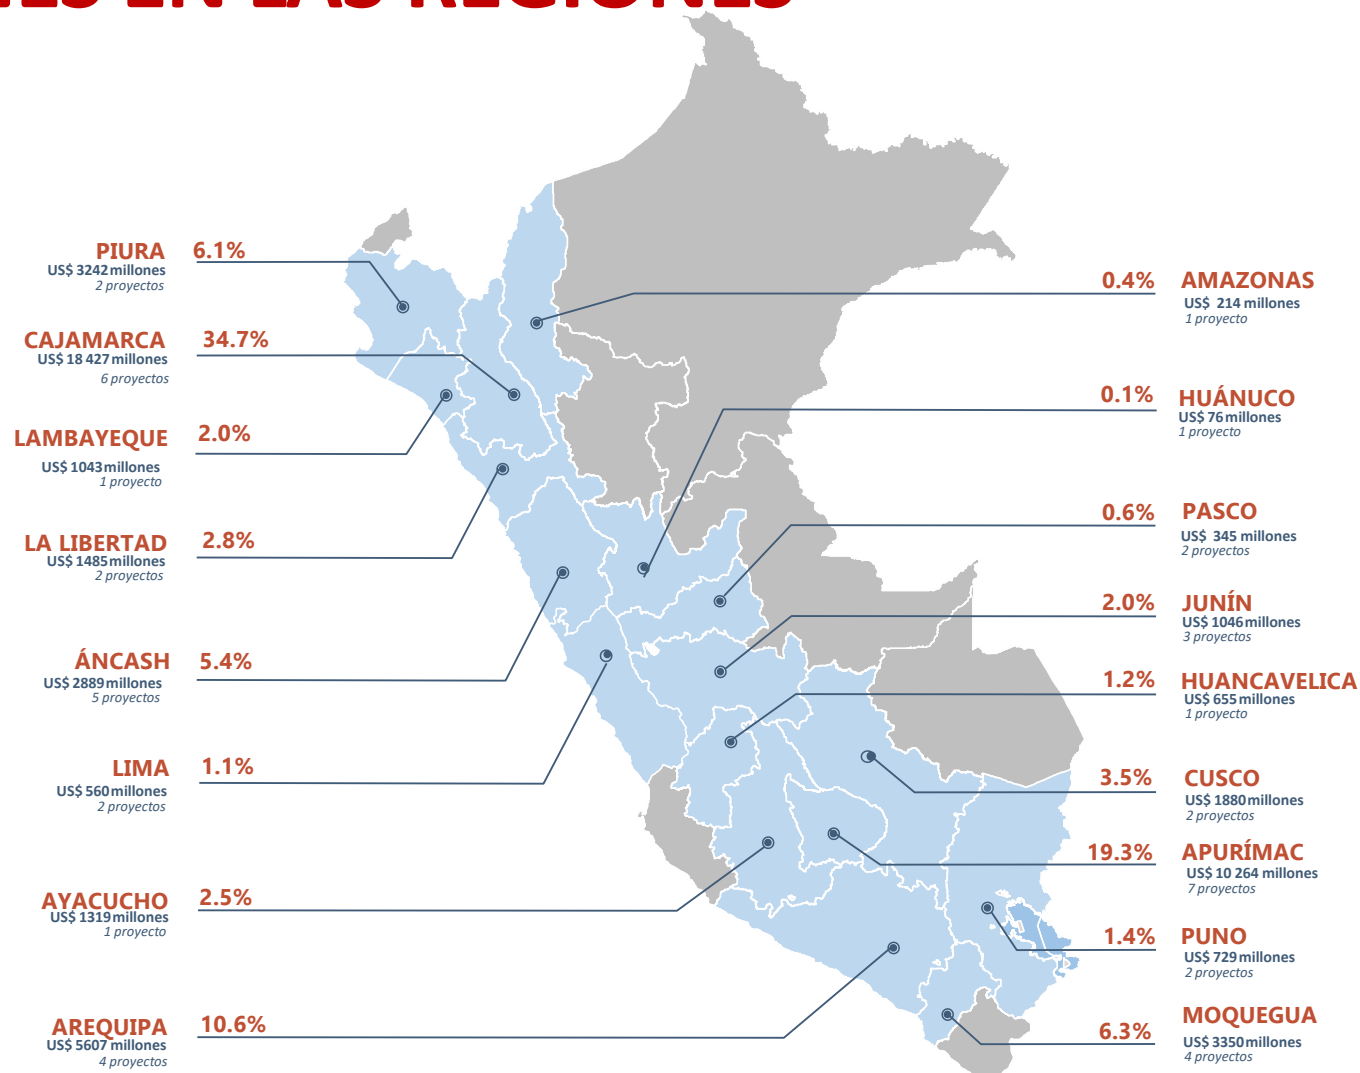 EN LAS REGIONES
PIURA 6.1%
US$ 3242 millones
2 proyectos
CAJAMARCA 34.7%
US$ 18 427 millones
6 proyectos
LAMBAYEQUE 2.0%
US$ 1043 millones
1 proyecto
LA LIBERTAD 2.8%
US$ 1485 millones
2 proyectos
ÁNCASH 5.4%
US$ 2889 millones
5 proyectos
LIMA 1.1%
US$ 560 millones
2 proyectos
AYACUCHO 2.5%
US$ 1319 millones
1 proyecto
AREQUIPA 10.6%
US$ 5607 millones
4 proyectos
0.4% AMAZONAS
US$ 214 millones
1 proyecto
0.1% HUÁNUCO
US$ 76 millones
1 proyecto
0.6% PASCO
US$ 345 millones
2 proyectos
2.0% JUNÍN
US$ 1046 millones
3 proyectos
1.2% HUANCAVELICA
US$ 655 millones
1 proyecto
3.5% CUSCO
US$ 1880 millones
2 proyectos
19.3% APURÍMAC
US$ 10 264 millones
7 proyectos
1.4% PUNO
US$ 729 millones
2 proyectos
6.3% MOQUEGUA
US$ 3350 millones
4 proyectos